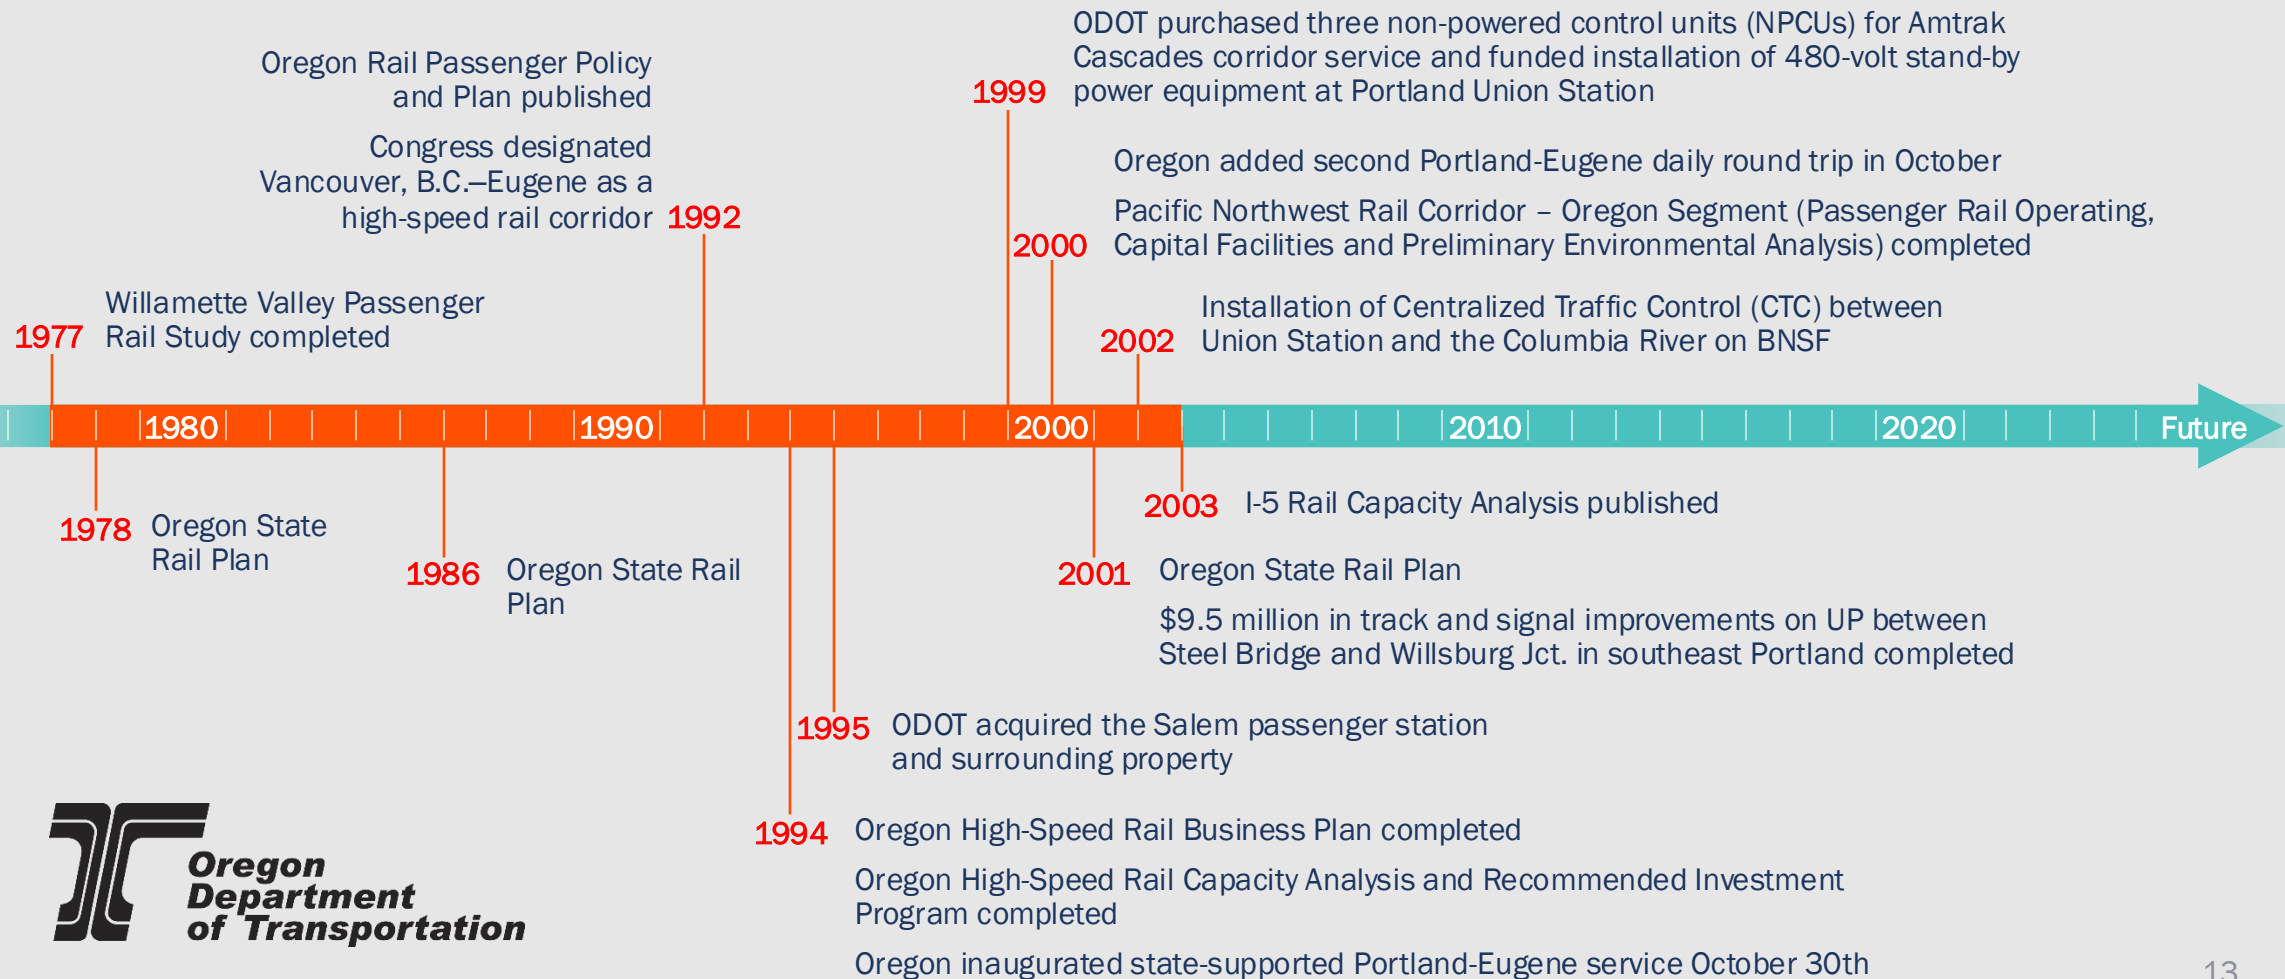 ODOT purchased three non-powered control units (NPCUs) for Amtrak
Cascades corridor service and funded installation of 480-volt stand-by
1999 power equipment at Portland Union Station
Oregon Rail Passenger Policy
and Plan published
Congress designated
Vancouver, B.C.—Eugene as a
high-speed rail corridor 1992
Oregon added second Portland-Eugene daily round trip in October
Pacific Northwest Rail Corridor – Oregon Segment (Passenger Rail Operating,
2000 Capital Facilities and Preliminary Environmental Analysis) completed
Willamette Valley Passenger
1977 Rail Study completed
Installation of Centralized Traffic Control (CTC) between
2002 Union Station and the Columbia River on BNSF
1980 1990 2000 2010 2020 Future
1978 Oregon State
Rail Plan
1986 Oregon State Rail
Plan
2003 I-5 Rail Capacity Analysis published
2001 Oregon State Rail Plan
$9.5 million in track and signal improvements on UP between
Steel Bridge and Willsburg Jct. in southeast Portland completed
1995 ODOT acquired the Salem passenger station
and surrounding property
1994 Oregon High-Speed Rail Business Plan completed
Oregon High-Speed Rail Capacity Analysis and Recommended Investment
Program completed
Oregon inaugurated state-supported Portland-Eugene service October 30th
Oregon
Department
of Transportation
13